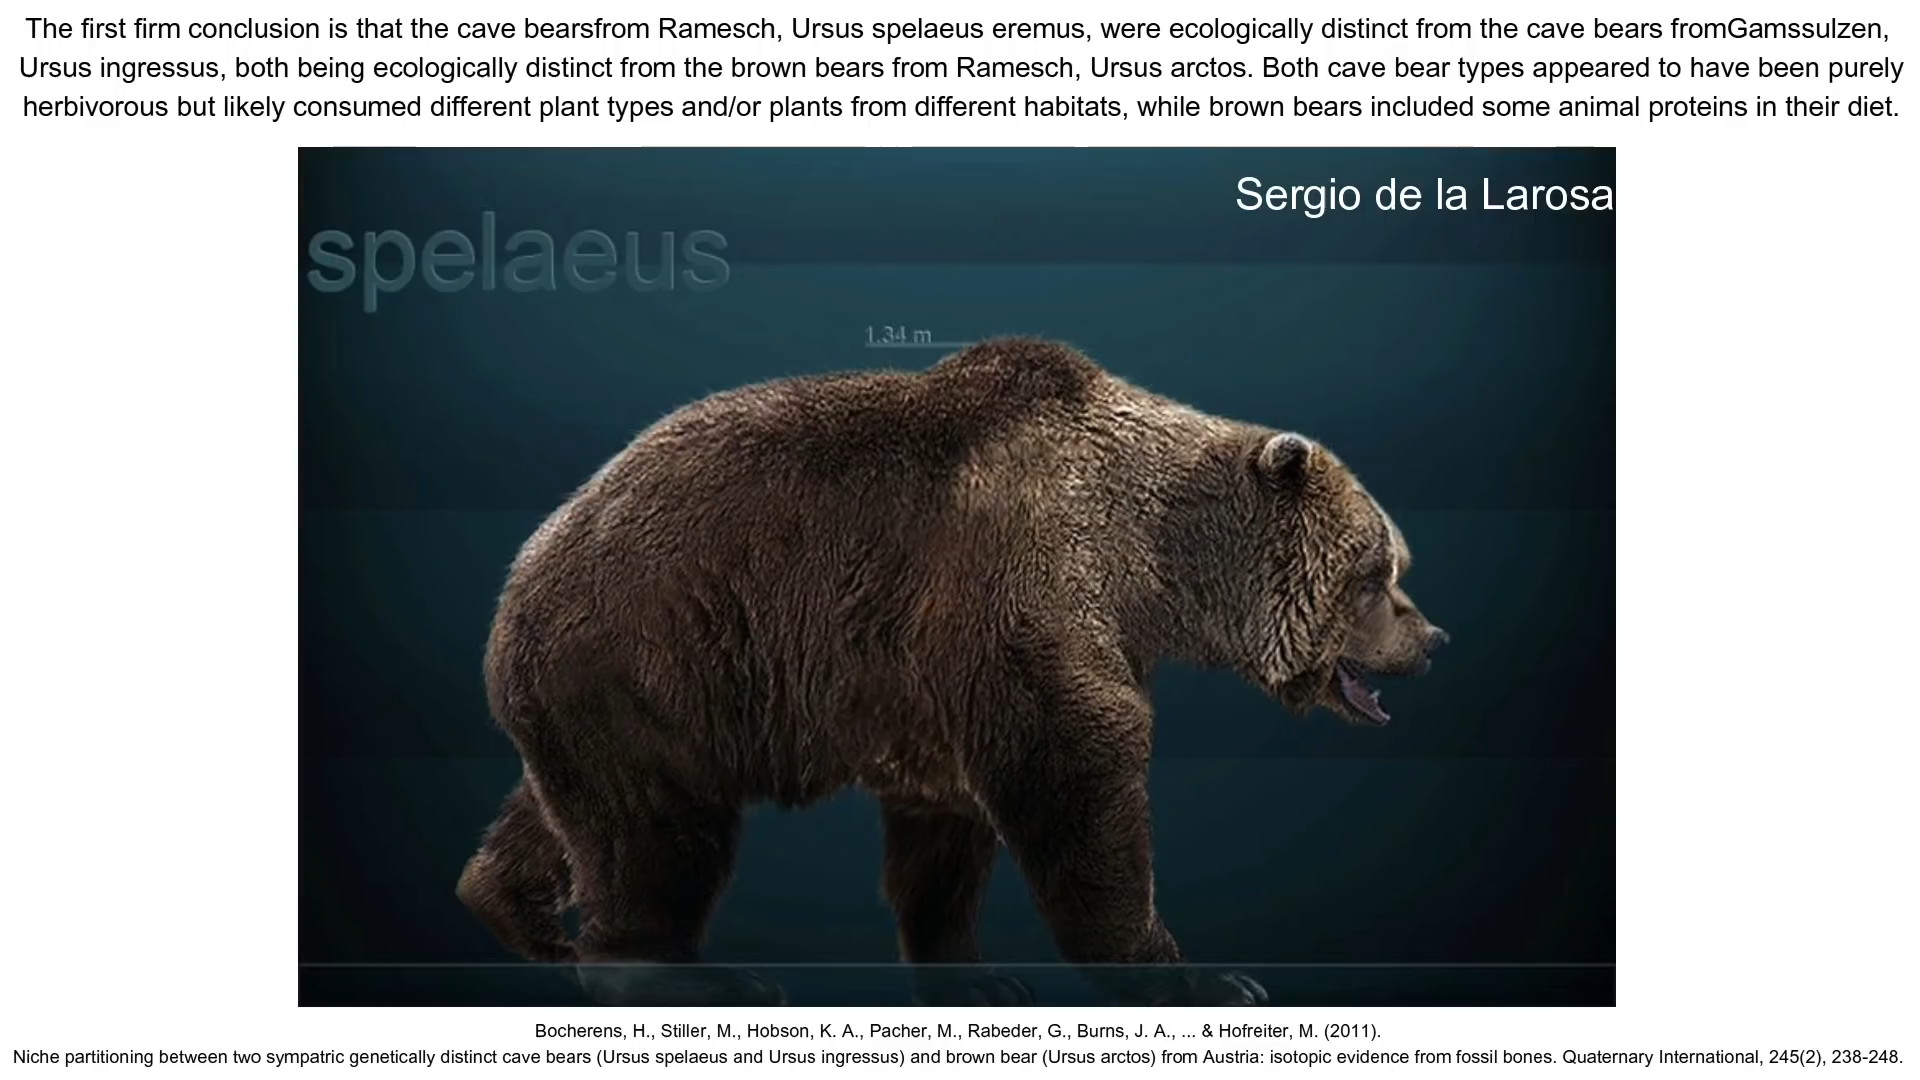 The first firm conclusion is that the cave bearsfrom Ramesch, Ursus spelaeus eremus, were ecologically distinct from the cave bears fromGamssulzen,
Ursus ingressus, both being ecologically distinct from the brown bears from Ramesch, Ursus arctos. Both cave bear types appeared to have been purely
herbivorous but likely consumed different plant types and/or plants from different habitats, while brown bears included some animal proteins in their diet.
Sergio de la Larosa
spelaeus
1.34 m
Bocherens, H., Stiller, M., Hobson, K. A., Pacher, M., Rabeder, G., Burns, J. A., ... & Hofreiter, M. (2011).
Niche partitioning between two sympatric genetically distinct cave bears (Ursus spelaeus and Ursus ingressus) and brown bear (Ursus arctos) from Austria: isotopic evidence from fossil bones. Quaternary International, 245(2), 238-248.